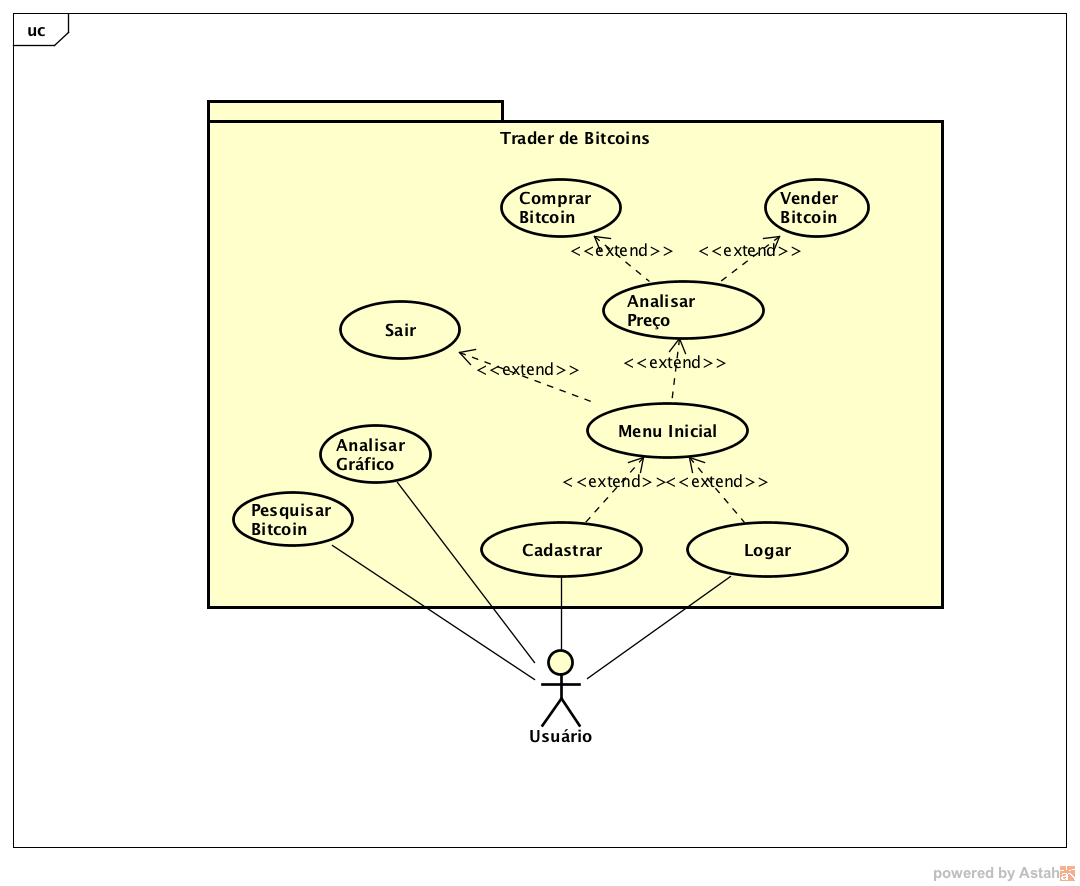 uc
Trader de Bitcoins
Comprar
Bitcoin
Vender
Bitcoin
<<extend>>
<<extend>>
Analisar
Preço
Sair
<<extend>>
<<extend>>
Menu Inicial
Analisar
Gráfico
<<extend>>
<<extend>>
Pesquisar
Bitcoin
Cadastrar
Logar
Usuário
powered by Astah